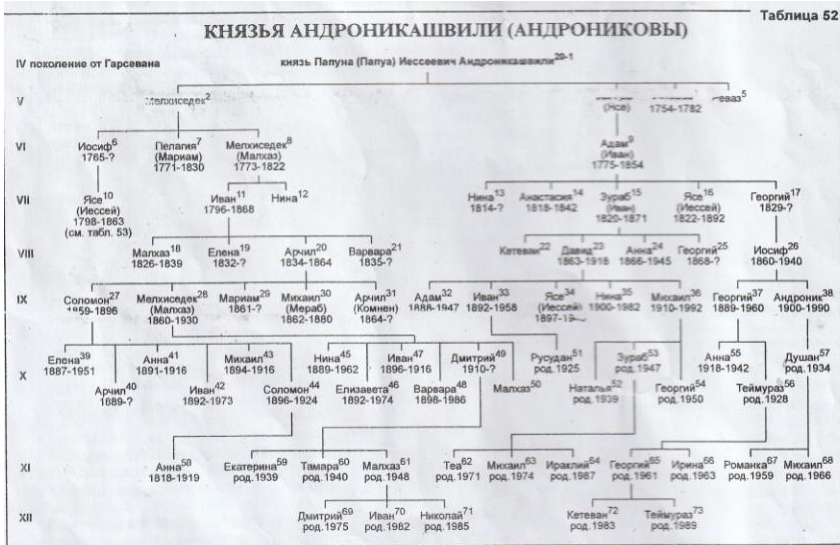 Таблица 52
КНЯЗЬЯ АНДРОНИКАШВИЛИ (АНДРОНИКОВЫ)
IV поколение от Гарсевана князь Папуна (Папуа) Иессеевич Андроникашвили
V Мелхиседек² 1754-1782 Реваз⁵
(Ясе)
VI Иосиф⁶ Пелагия⁷ Мелхиседек⁸ Адам⁹
1765-? (Мариам) (Малхаз) (Иван)
1771-1830 1773-1822 1775-1854
VII Ясе¹⁰ Иван¹¹ Нина¹² Нина¹³ Анастасия¹⁴ Зураб¹⁵ Ясе¹⁶ Георгий¹⁷
(Иессей) 1796-1868 1814-? 1818-1842 (Иван) (Иессей) 1829-?
1798-1863 1820-1871 1822-1892
(см. табл. 53)
VIII Малхаз¹⁸ Елена¹⁹ Арчил²⁰ Варвара²¹ Кетеван²² Давид²³ Анна²⁴ Георгий²⁵ Иосиф²⁶
1826-1839 1832-? 1834-1864 1835-? 1863-1918 1866-1945 1868-? 1860-1940
IX Соломон²⁷ Мелхиседек²⁸ Мариам²⁹ Михаил³⁰ Арчил³¹ Адам³² Иван³³ Ясе³⁴ Нина³⁵ Михаил³⁶ Георгий³⁷ Андроник³⁸
1859-1896 (Малхаз) 1861-? (Мераб) (Комнен) 1888-1947 1892-1958 (Иессей) 1900-1982 1910-1992 1889-1960 1900-1990
1860-1930 1862-1880 1864-?
X Елена³⁹ Анна⁴¹ Михаил⁴³ Нина⁴⁵ Иван⁴⁷ Дмитрий⁴⁹ Русудан⁵¹ Зураб⁵³ Анна⁵⁵ Душан⁵⁷
1887-1951 1891-1916 1894-1916 1889-1962 1896-1916 1910-? род.1925 род.1947 1918-1942 род.1934
Арчил⁴⁰ Иван⁴² Соломон⁴⁴ Елизавета⁴⁶ Варвара⁴⁸ Малхаз⁵⁰ Наталья⁵² Георгий⁵⁴ Теймураз⁵⁶
1889-? 1892-1973 1896-1924 1892-1974 1898-1986 род.1939 род.1950 род.1928
XI Анна⁵⁸ Екатерина⁵⁹ Тамара⁶⁰ Малхаз⁶¹ Теа⁶² Михаил⁶³ Ираклий⁶⁴ Георгий⁶⁵ Ирина⁶⁶ Романка⁶⁷ Михаил⁶⁸
1818-1919 род.1939 род.1940 род.1948 род.1971 род.1974 род.1987 род.1961 род.1963 род.1959 род.1966
XII Дмитрий⁶⁹ Иван⁷⁰ Николай⁷¹ Кетеван⁷² Теймураз⁷³
род.1975 род.1982 род.1985 род.1983 род.1989